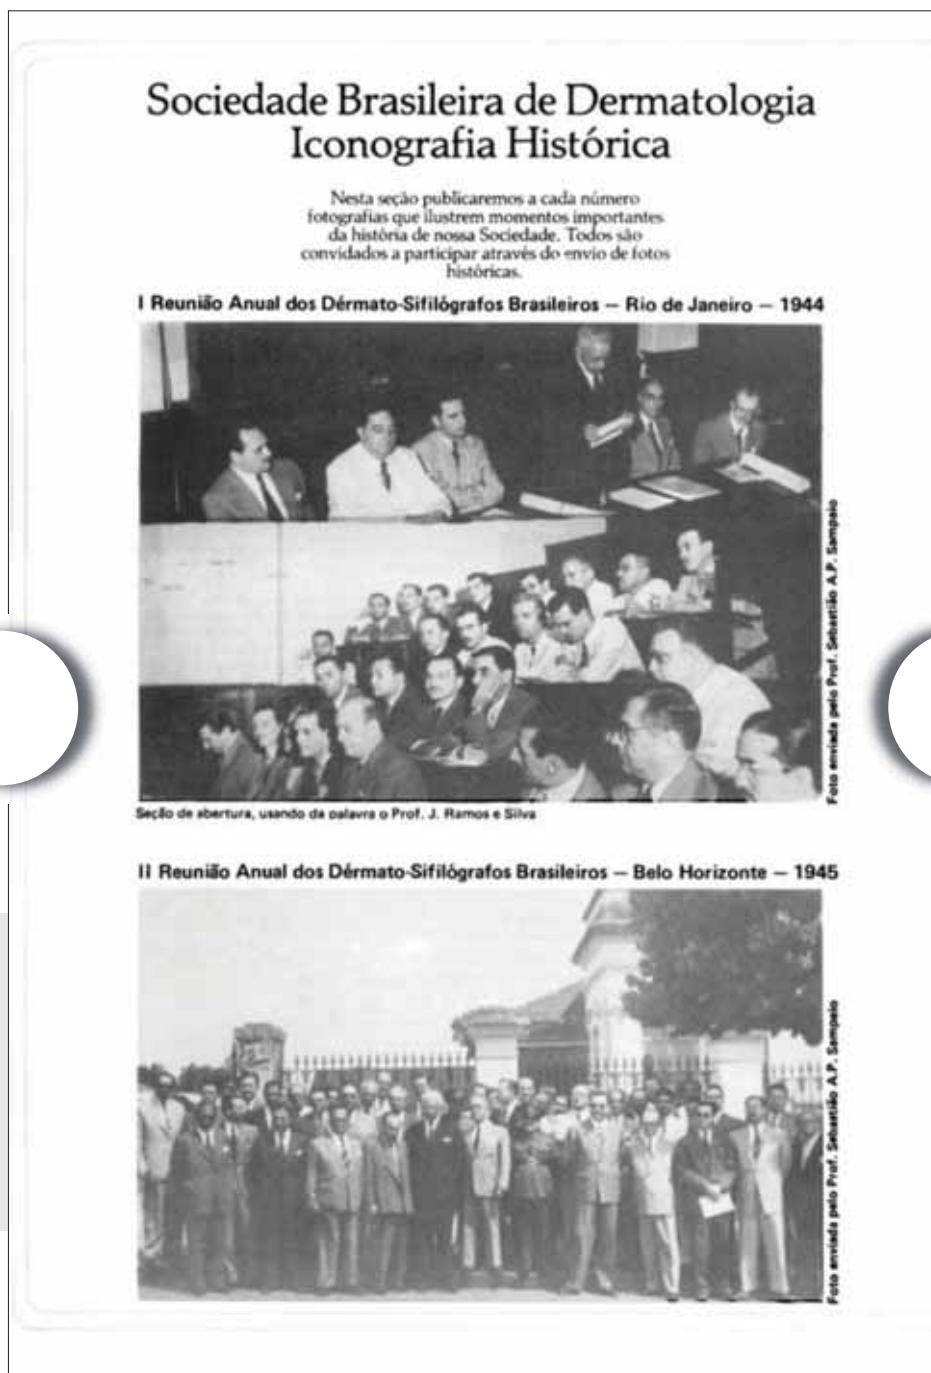 Sociedade Brasileira de Dermatologia
Iconografia Histórica
Nesta seção publicaremos a cada número
fotografias que ilustrem momentos importantes
da história de nossa Sociedade. Todos são
convidados a participar através do envio de fotos
históricas.
I Reunião Anual dos Dérmato-Sifilógrafos Brasileiros — Rio de Janeiro — 1944
Foto enviada pelo Prof. Sebastião A.P. Sampaio
Seção de abertura, usando da palavra o Prof. J. Ramos e Silva
II Reunião Anual dos Dérmato-Sifilógrafos Brasileiros — Belo Horizonte — 1945
Foto enviada pelo Prof. Sebastião A.P. Sampaio